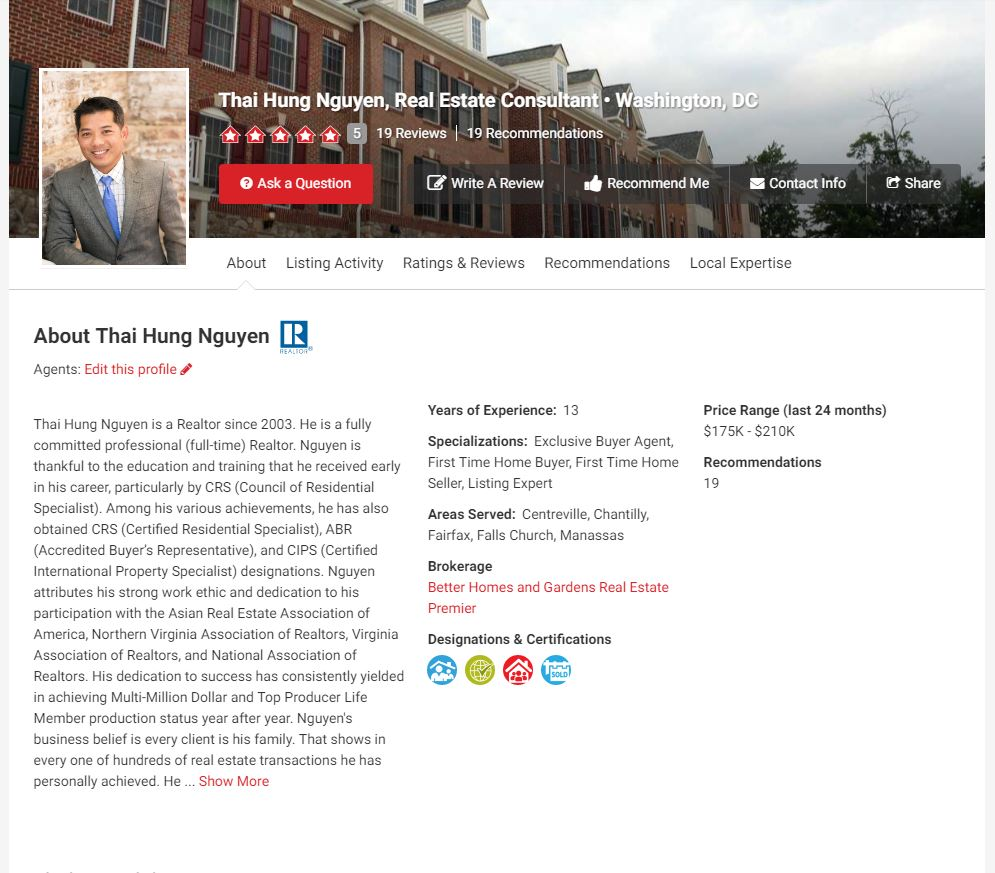 Thai Hung Nguyen, Real Estate Consultant • Washington, DC
5 19 Reviews | 19 Recommendations
Ask a Question
Write A Review
Recommend Me
Contact Info
Share
About Listing Activity Ratings & Reviews Recommendations Local Expertise
About Thai Hung Nguyen
REALTOR®
Agents: Edit this profile
Thai Hung Nguyen is a Realtor since 2003. He is a fully
committed professional (full-time) Realtor. Nguyen is
thankful to the education and training that he received early
in his career, particularly by CRS (Council of Residential
Specialist). Among his various achievements, he has also
obtained CRS (Certified Residential Specialist), ABR
(Accredited Buyer's Representative), and CIPS (Certified
International Property Specialist) designations. Nguyen
attributes his strong work ethic and dedication to his
participation with the Asian Real Estate Association of
America, Northern Virginia Association of Realtors, Virginia
Association of Realtors, and National Association of
Realtors. His dedication to success has consistently yielded
in achieving Multi-Million Dollar and Top Producer Life
Member production status year after year. Nguyen's
business belief is every client is his family. That shows in
every one of hundreds of real estate transactions he has
personally achieved. He ... Show More
Years of Experience: 13
Specializations: Exclusive Buyer Agent,
First Time Home Buyer, First Time Home
Seller, Listing Expert
Areas Served: Centreville, Chantilly,
Fairfax, Falls Church, Manassas
Brokerage
Better Homes and Gardens Real Estate
Premier
Designations & Certifications
SOLD
Price Range (last 24 months)
$175K - $210K
Recommendations
19